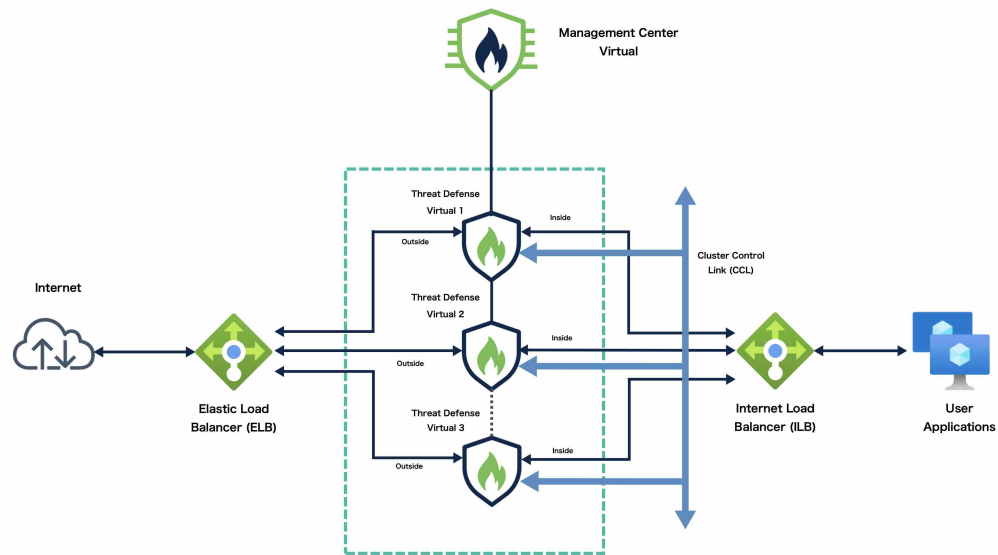 Management Center
Virtual
Threat Defense
Virtual 1
Inside
Outside
Cluster Control
Link (CCL)
Internet
Threat Defense
Virtual 2
Inside
Outside
Elastic Load
Balancer (ELB)
Internet Load
Balancer (ILB)
User
Applications
Threat Defense
Virtual 3
Inside
Outside